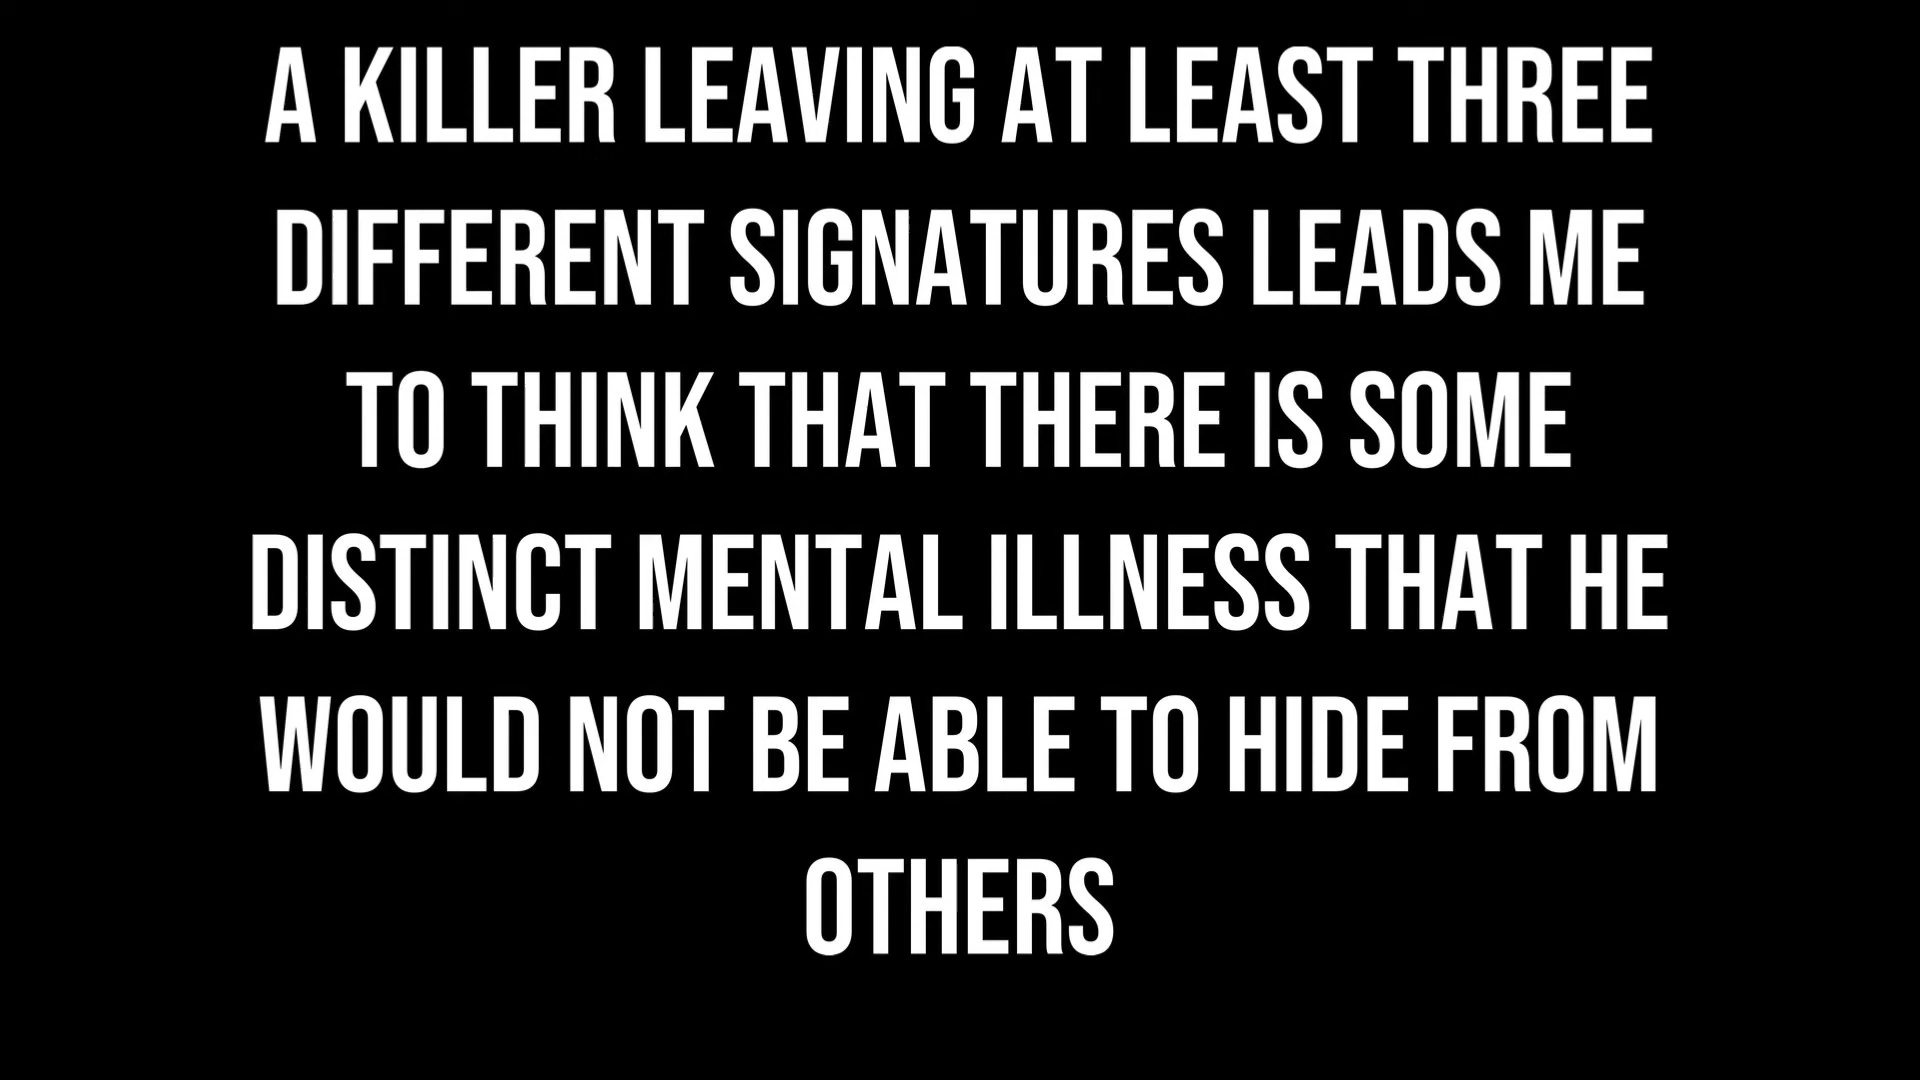 A KILLER LEAVING AT LEAST THREE
DIFFERENT SIGNATURES LEADS ME
TO THINK THAT THERE IS SOME
DISTINCT MENTAL ILLNESS THAT HE
WOULD NOT BE ABLE TO HIDE FROM
OTHERS